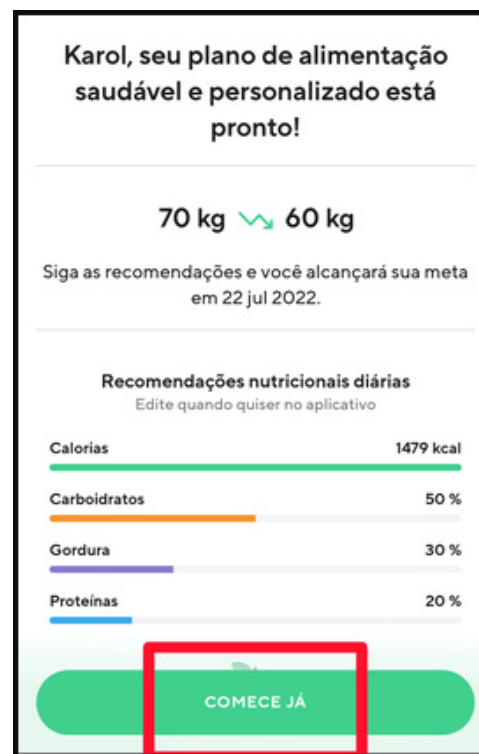 Karol, seu plano de alimentação
saudável e personalizado está
pronto!
70 kg 60 kg
Siga as recomendações e você alcançará sua meta
em 22 jul 2022.
Recomendações nutricionais diárias
Edite quando quiser no aplicativo
Calorias 1479 kcal
Carboidratos 50 %
Gordura 30 %
Proteínas 20 %
COMECE JÁ